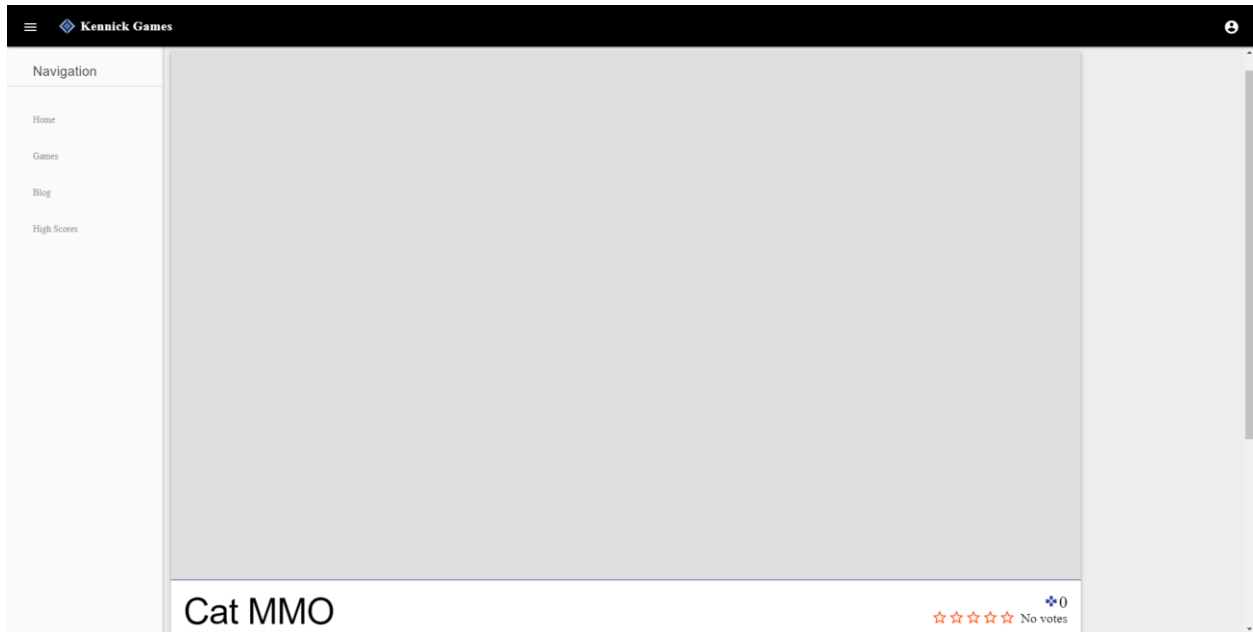 Kennick Games
Navigation
Home
Games
Blog
High Scores
Cat MMO
0
No votes